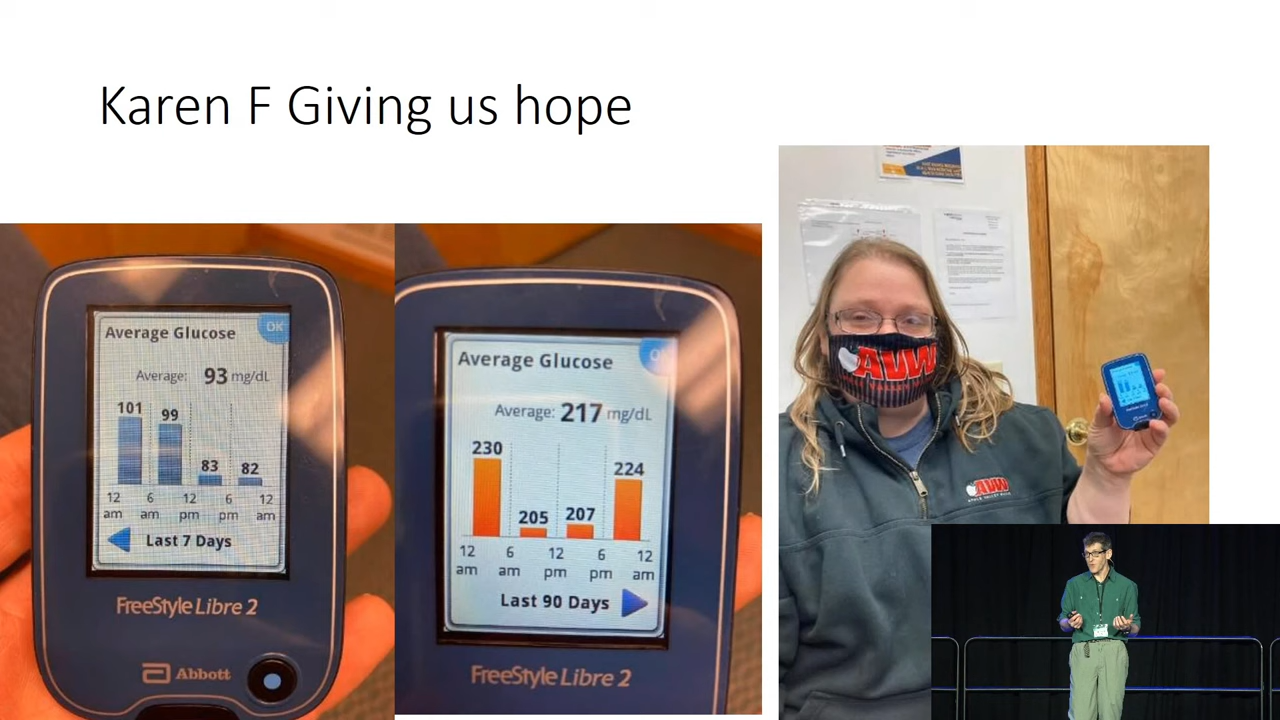 Karen F Giving us hope
Average Glucose
OK
Average: 93 mg/dL
101
99
83
82
12 6 12 6 12
am am pm pm am
Last 7 Days
FreeStyle Libre 2
Abbott
Average Glucose
Average: 217 mg/dL
230
205
207
224
12 6 12 6 12
am am pm pm am
Last 90 Days
FreeStyle Libre 2